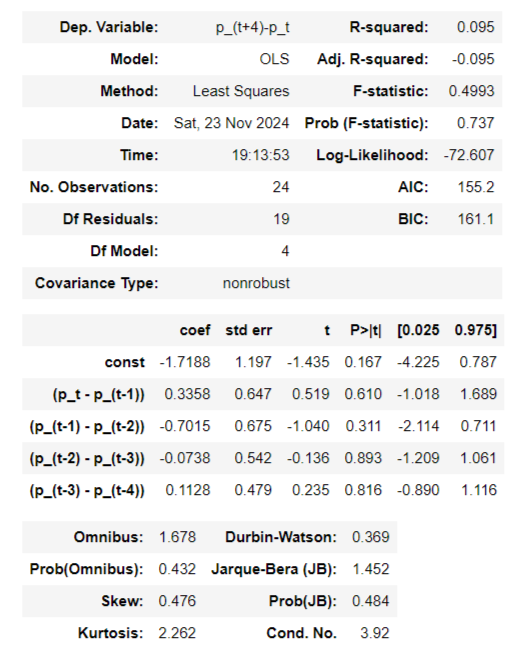 Dep. Variable: p_(t+4)-p_t R-squared: 0.095
Model: OLS Adj. R-squared: -0.095
Method: Least Squares F-statistic: 0.4993
Date: Sat, 23 Nov 2024 Prob (F-statistic): 0.737
Time: 19:13:53 Log-Likelihood: -72.607
No. Observations: 24 AIC: 155.2
Df Residuals: 19 BIC: 161.1
Df Model: 4
Covariance Type: nonrobust
coef std err t P>|t| [0.025 0.975]
const -1.7188 1.197 -1.435 0.167 -4.225 0.787
(p_t - p_(t-1)) 0.3358 0.647 0.519 0.610 -1.018 1.689
(p_(t-1) - p_(t-2)) -0.7015 0.675 -1.040 0.311 -2.114 0.711
(p_(t-2) - p_(t-3)) -0.0738 0.542 -0.136 0.893 -1.209 1.061
(p_(t-3) - p_(t-4)) 0.1128 0.479 0.235 0.816 -0.890 1.116
Omnibus: 1.678 Durbin-Watson: 0.369
Prob(Omnibus): 0.432 Jarque-Bera (JB): 1.452
Skew: 0.476 Prob(JB): 0.484
Kurtosis: 2.262 Cond. No. 3.92